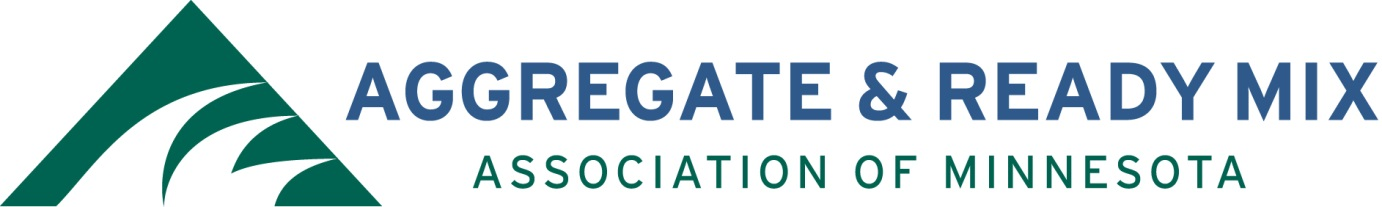 AGGREGATE & READY MIX
ASSOCIATION OF MINNESOTA